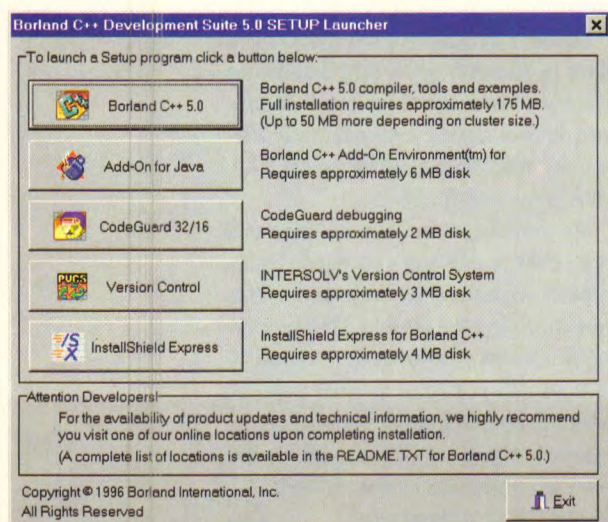 Borland C++ Development Suite 5.0 SETUP Launcher
To launch a Setup program click a button below:
Borland C++ 5.0
Borland C++ 5.0 compiler, tools and examples.
Full installation requires approximately 175 MB.
(Up to 50 MB more depending on cluster size.)
Add-On for Java
Borland C++ Add-On Environment(tm) for
Requires approximately 6 MB disk
CodeGuard 32/16
CodeGuard debugging
Requires approximately 2 MB disk
PVCS
Version Control
INTERSOLV's Version Control System
Requires approximately 3 MB disk
InstallShield Express
InstallShield Express for Borland C++
Requires approximately 4 MB disk
Attention Developers!
For the availability of product updates and technical information, we highly recommend
you visit one of our online locations upon completing installation.
(A complete list of locations is available in the README.TXT for Borland C++ 5.0.)
Copyright © 1996 Borland International, Inc.
All Rights Reserved
Exit